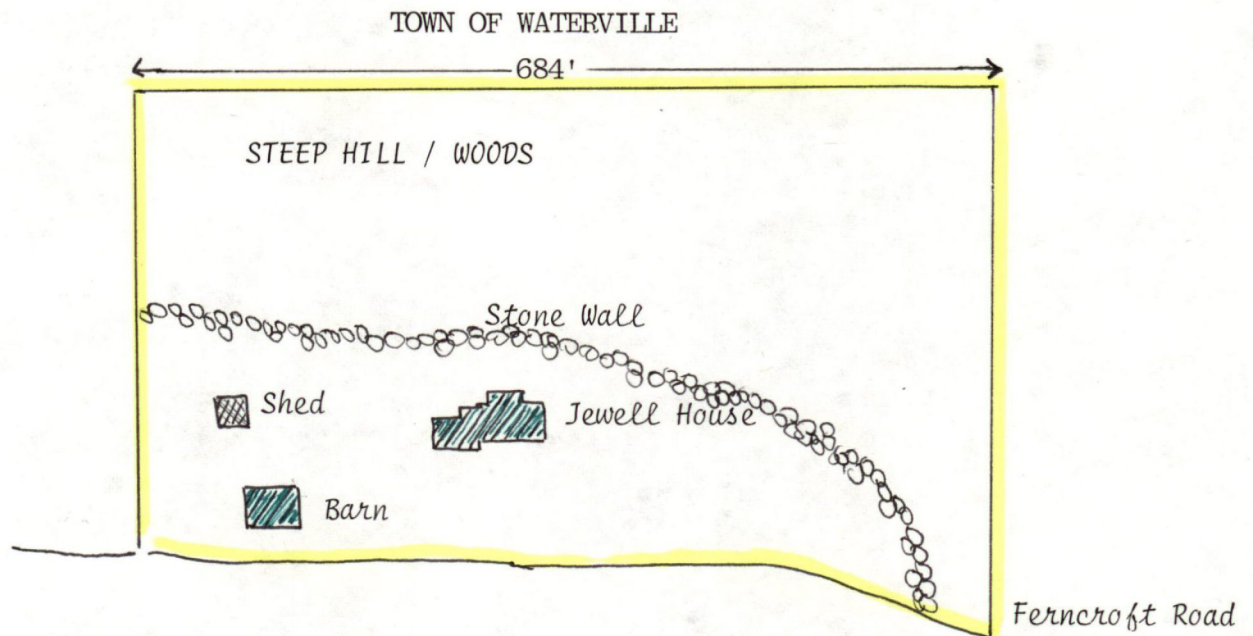 TOWN OF WATERVILLE
684'
STEEP HILL / WOODS
Stone Wall
Shed
Jewell House
Barn
Ferncroft Road